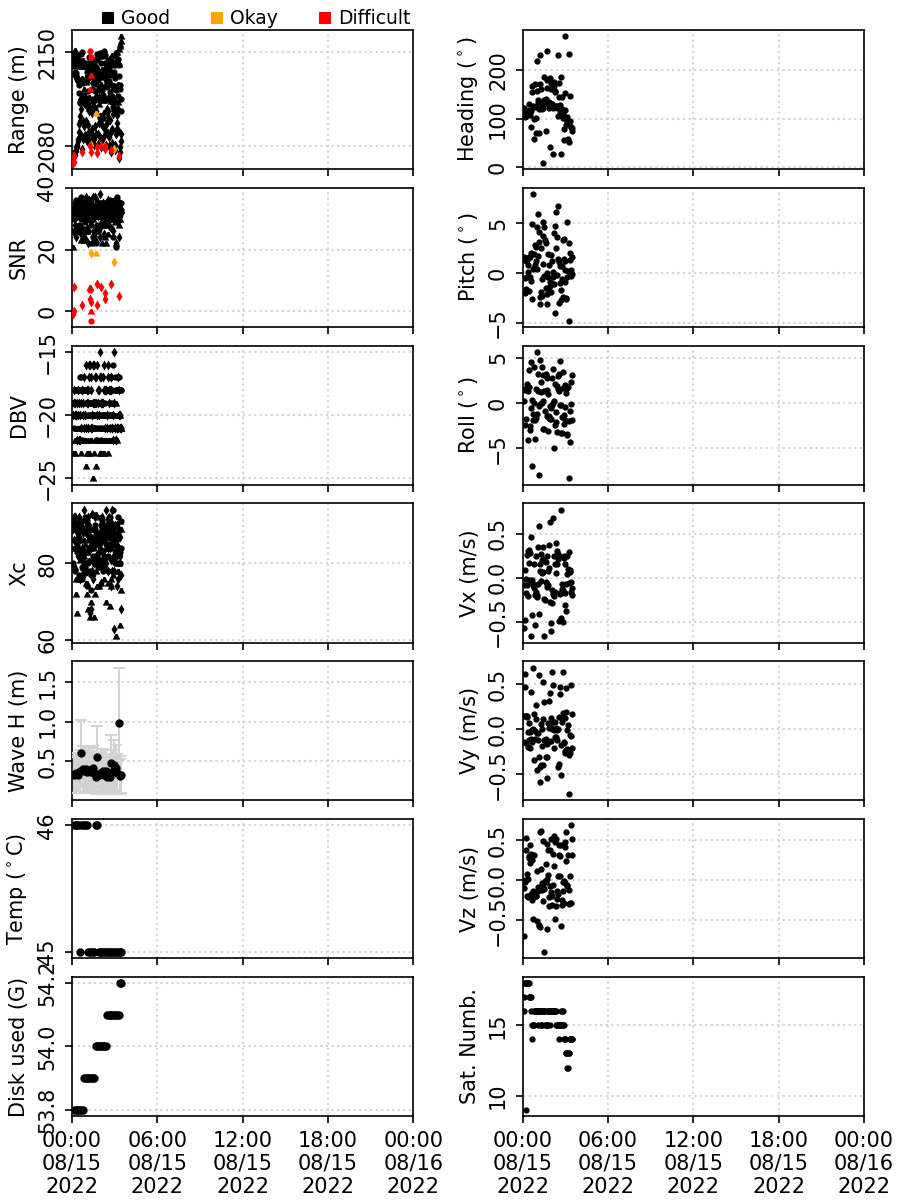 Good Okay Difficult
Range (m)
2150
2080
Heading (°)
200
100
0
SNR
40
20
0
Pitch (°)
5
0
−5
DBV
−15
−20
−25
Roll (°)
5
0
−5
Xc
80
60
Vx (m/s)
0.5
0.0
−0.5
Wave H (m)
1.5
1.0
0.5
Vy (m/s)
0.5
0.0
−0.5
Temp (°C)
46
45
Vz (m/s)
0.5
0.0
−0.5
Disk used (G)
54.2
54.0
53.8
Sat. Numb.
15
10
00:00 06:00 12:00 18:00 00:00
08/15 08/15 08/15 08/15 08/16
2022 2022 2022 2022 2022
00:00 06:00 12:00 18:00 00:00
08/15 08/15 08/15 08/15 08/16
2022 2022 2022 2022 2022